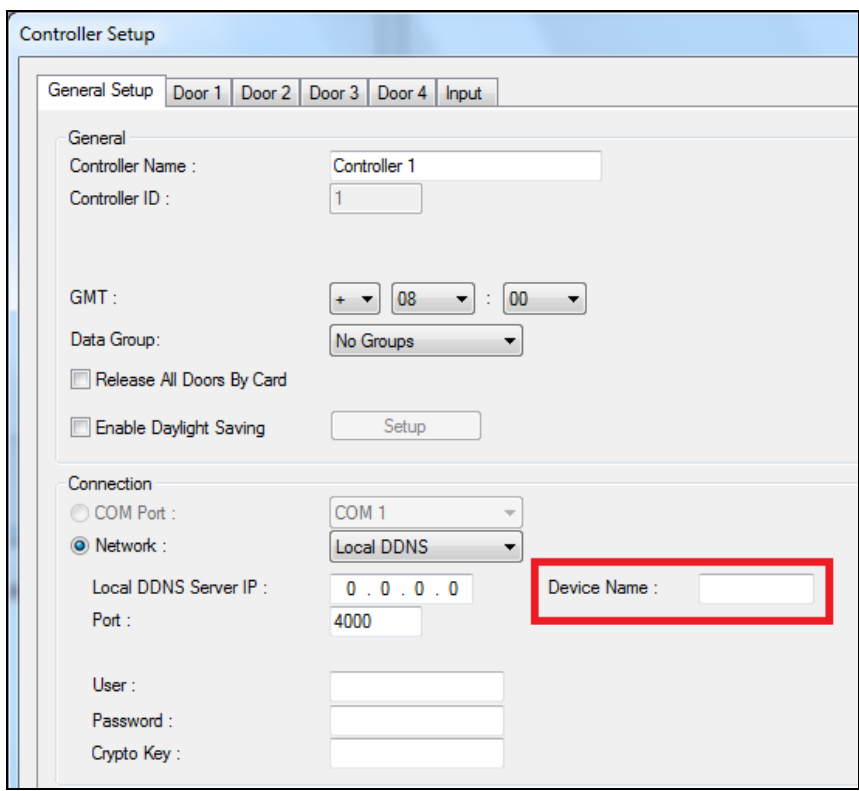 Controller Setup
General Setup Door 1 Door 2 Door 3 Door 4 Input
General
Controller Name : Controller 1
Controller ID : 1
GMT : + 08 : 00
Data Group: No Groups
Release All Doors By Card
Enable Daylight Saving Setup
Connection
COM Port : COM 1
Network : Local DDNS
Local DDNS Server IP : 0 . 0 . 0 . 0 Device Name :
Port : 4000
User :
Password :
Crypto Key :